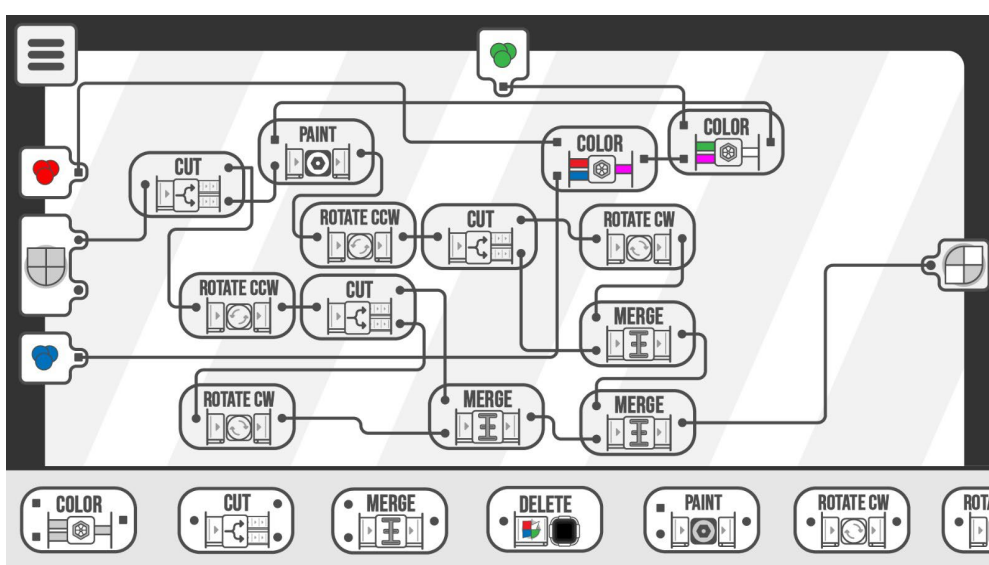 PAINT
COLOR
COLOR
CUT
ROTATE CCW
CUT
ROTATE CW
ROTATE CCW
CUT
MERGE
ROTATE CW
MERGE
MERGE
COLOR
CUT
MERGE
DELETE
PAINT
ROTATE CW